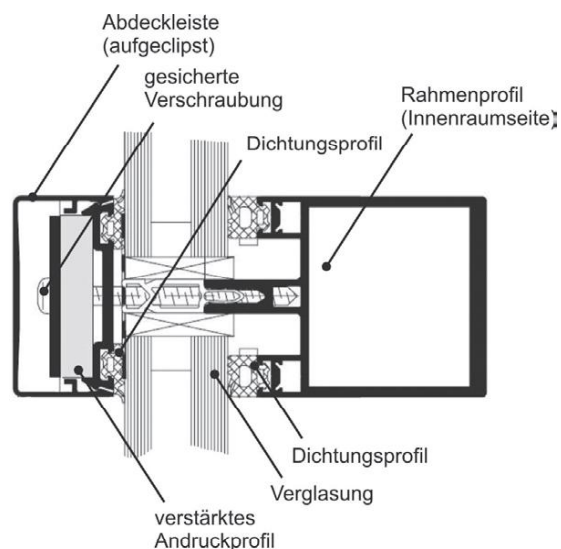 Abdeckleiste
(aufgeclipst)
gesicherte
Verschraubung
Dichtungsprofil
Rahmenprofil
(Innenraumseite)
Dichtungsprofil
Verglasung
verstärktes
Andruckprofil